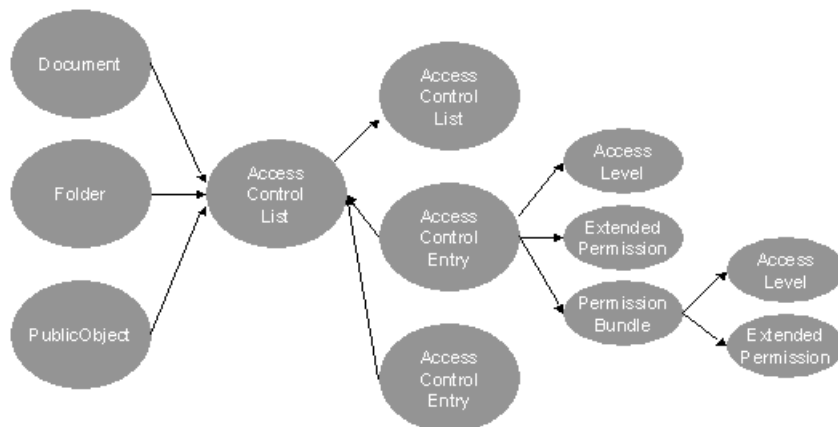 Document
Folder
PublicObject
Access
Control
List
Access
Control
List
Access
Control
Entry
Access
Control
Entry
Access
Level
Extended
Permission
Permission
Bundle
Access
Level
Extended
Permission